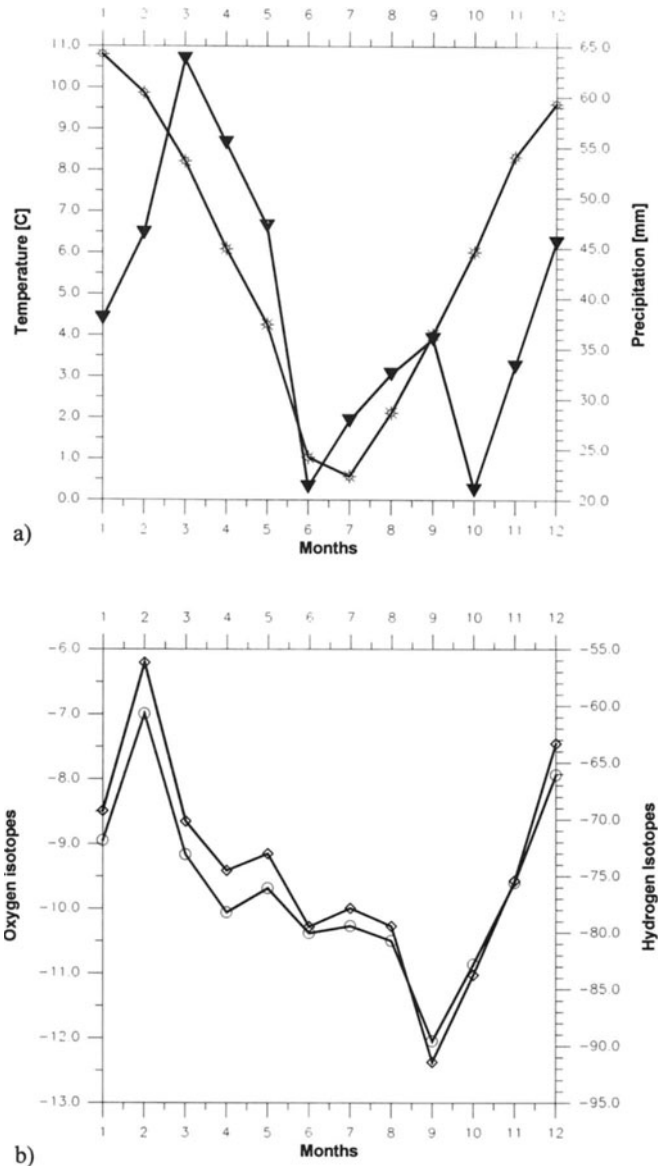 1 2 3 4 5 6 7 8 9 10 11 12
11.0 65.0
10.0 60.0
9.0 55.0
8.0
7.0 50.0
6.0 45.0
5.0 40.0
4.0 35.0
3.0 30.0
2.0
1.0 25.0
0.0 20.0
Temperature [C]
Precipitation [mm]
1 2 3 4 5 6 7 8 9 10 11 12
Months
a)
1 2 3 4 5 6 7 8 9 10 11 12
-6.0 -55.0
-7.0 -60.0
-8.0 -65.0
-9.0 -70.0
-10.0 -75.0
-11.0 -80.0
-12.0 -85.0
-13.0 -90.0
-95.0
Oxygen isotopes
Hydrogen Isotopes
1 2 3 4 5 6 7 8 9 10 11 12
Months
b)